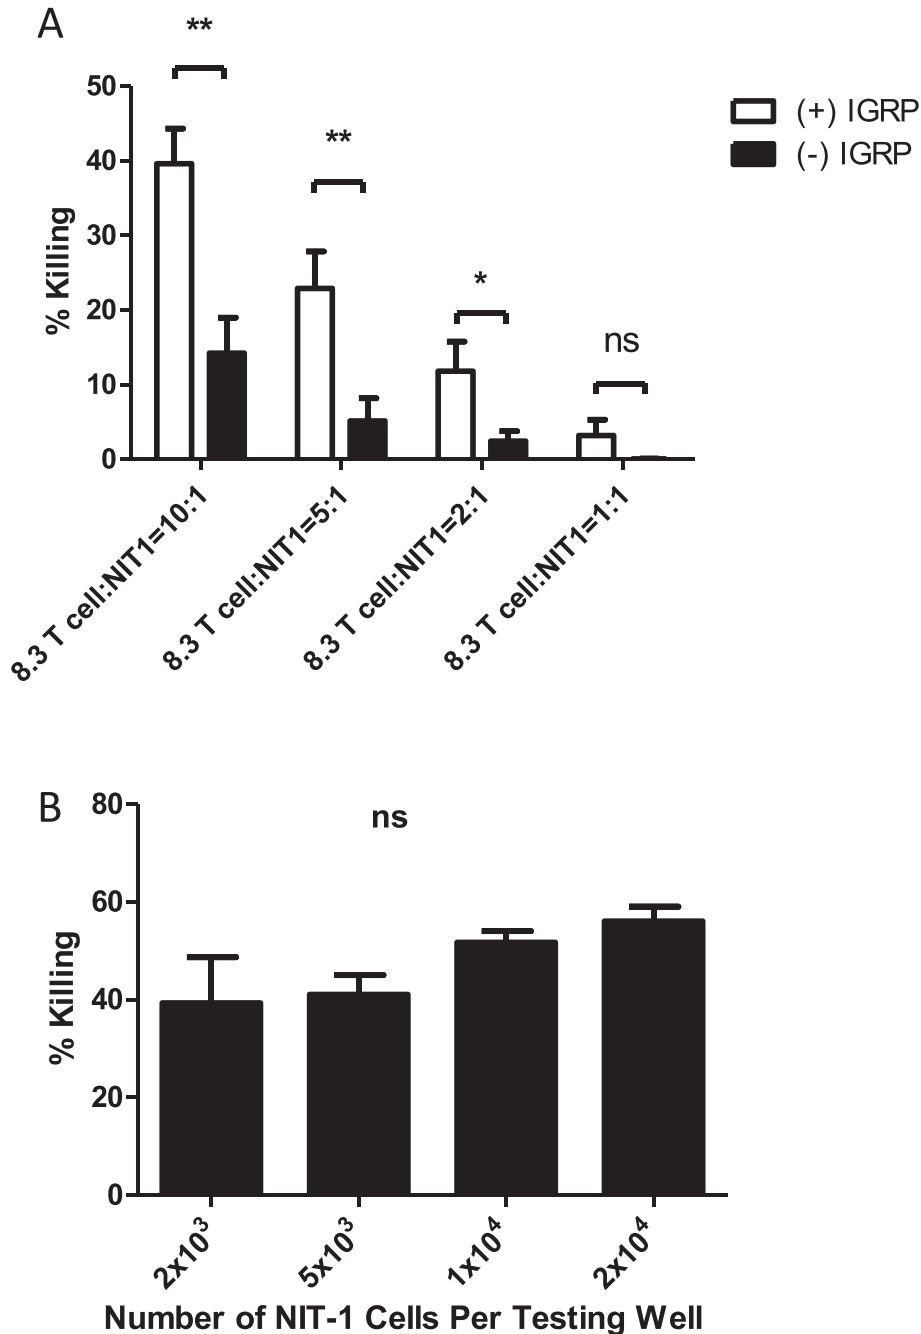 A
**
50
(+) IGRP
**
(-) IGRP
40
% Killing
30
*
20
ns
10
0
8.3 T cell:NIT1=10:1
8.3 T cell:NIT1=5:1
8.3 T cell:NIT1=2:1
8.3 T cell:NIT1=1:1
B
80
ns
60
% Killing
40
20
0
2x10³
5x10³
1x10⁴
2x10⁴
Number of NIT-1 Cells Per Testing Well